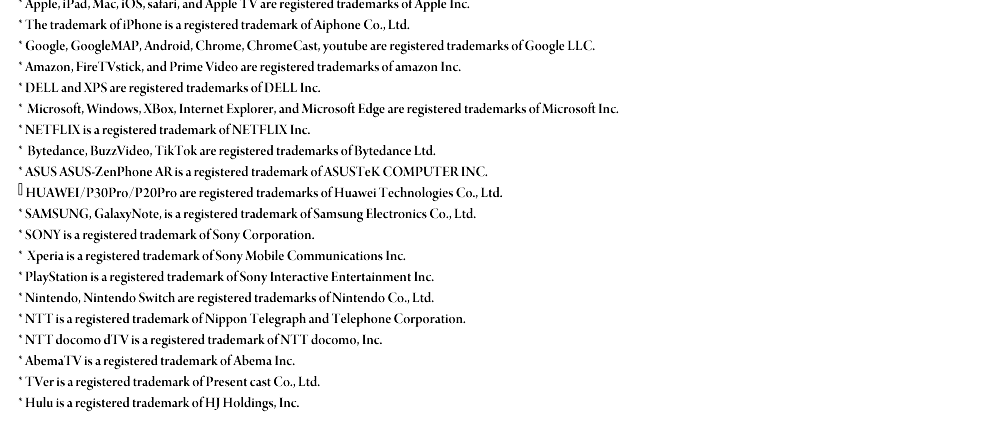 * Apple, iPad, Mac, iOS, safari, and Apple TV are registered trademarks of Apple Inc.
* The trademark of iPhone is a registered trademark of Aiphone Co., Ltd.
* Google, GoogleMAP, Android, Chrome, ChromeCast, youtube are registered trademarks of Google LLC.
* Amazon, FireTVstick, and Prime Video are registered trademarks of amazon Inc.
* DELL and XPS are registered trademarks of DELL Inc.
* Microsoft, Windows, XBox, Internet Explorer, and Microsoft Edge are registered trademarks of Microsoft Inc.
* NETFLIX is a registered trademark of NETFLIX Inc.
* Bytedance, BuzzVideo, TikTok are registered trademarks of Bytedance Ltd.
* ASUS ASUS-ZenPhone AR is a registered trademark of ASUSTeK COMPUTER INC.
HUAWEI/P30Pro/P20Pro are registered trademarks of Huawei Technologies Co., Ltd.
* SAMSUNG, GalaxyNote, is a registered trademark of Samsung Electronics Co., Ltd.
* SONY is a registered trademark of Sony Corporation.
* Xperia is a registered trademark of Sony Mobile Communications Inc.
* PlayStation is a registered trademark of Sony Interactive Entertainment Inc.
* Nintendo, Nintendo Switch are registered trademarks of Nintendo Co., Ltd.
* NTT is a registered trademark of Nippon Telegraph and Telephone Corporation.
* NTT docomo dTV is a registered trademark of NTT docomo, Inc.
* AbemaTV is a registered trademark of Abema Inc.
* TVer is a registered trademark of Present cast Co., Ltd.
* Hulu is a registered trademark of HJ Holdings, Inc.